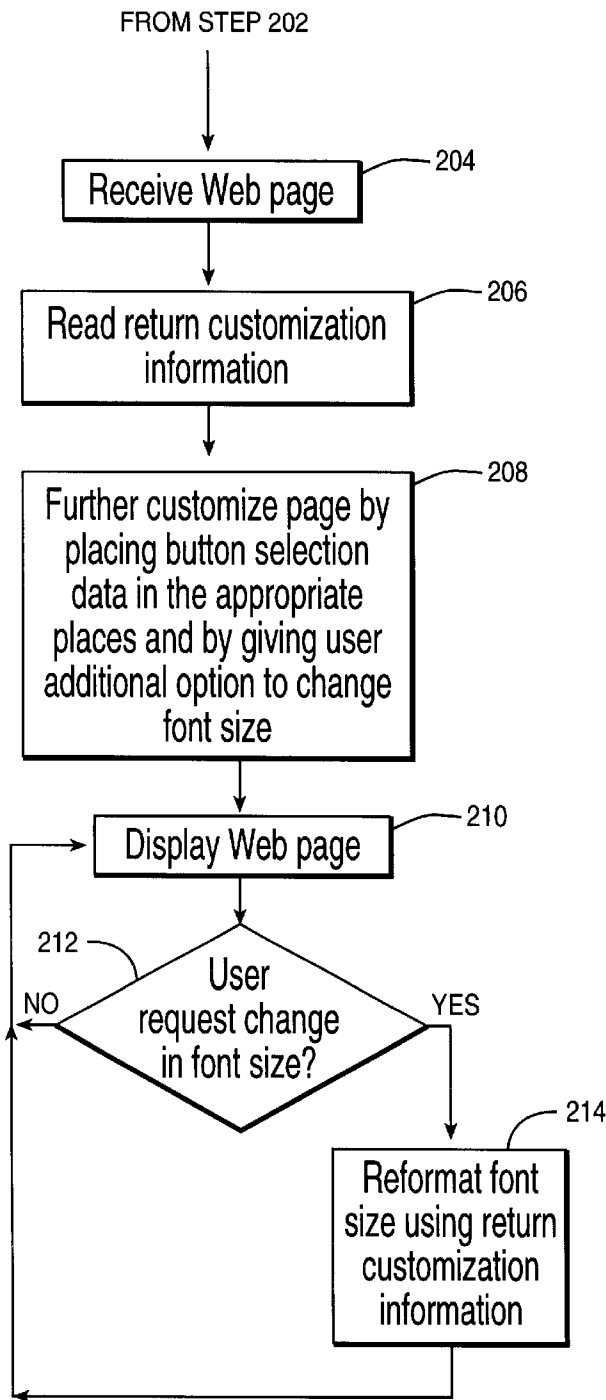 FROM STEP 202
204
Receive Web page
206
Read return customization
information
208
Further customize page by
placing button selection
data in the appropriate
places and by giving user
additional option to change
font size
210
Display Web page
212
User
request change
in font size?
NO
YES
214
Reformat font
size using return
customization
information